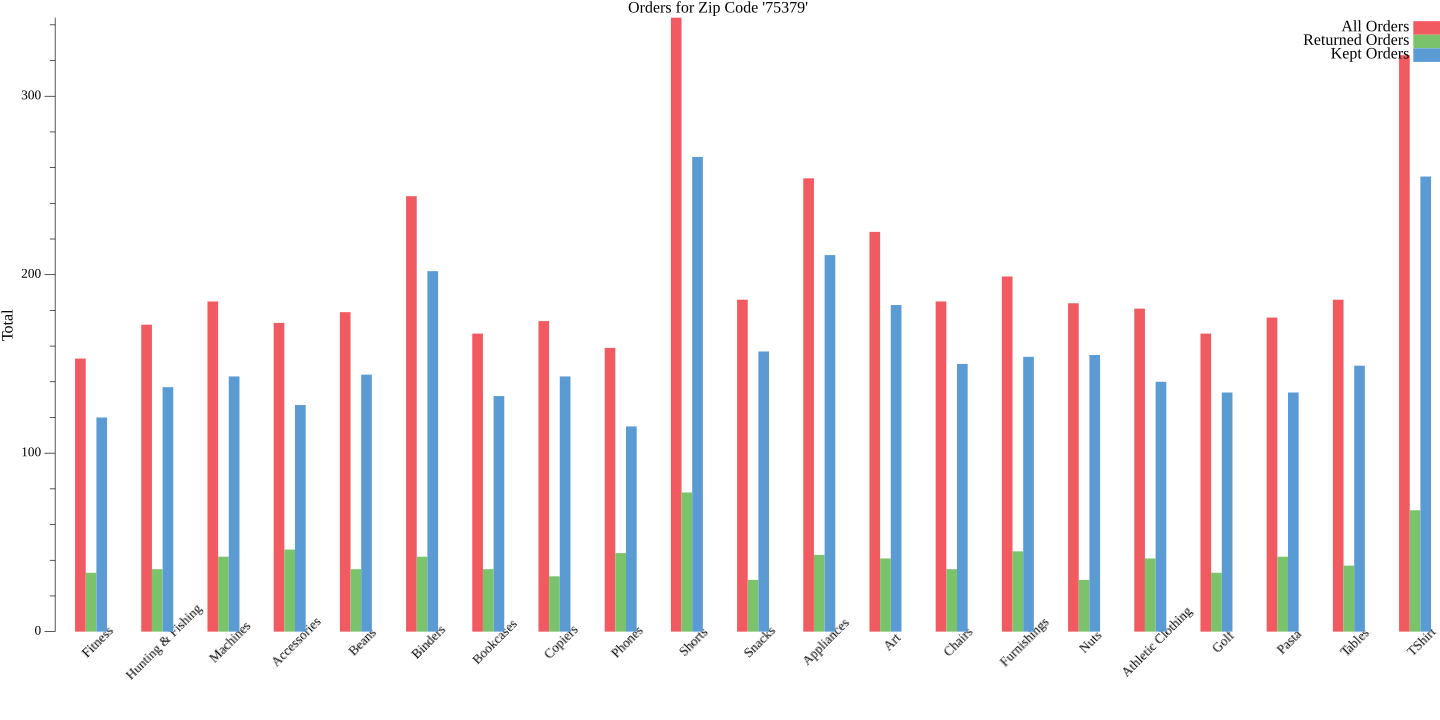 Orders for Zip Code '75379'
All Orders
Returned Orders
Kept Orders
Total
300
200
100
0
Fitness
Hunting & Fishing
Machines
Accessories
Beans
Binders
Bookcases
Copiers
Phones
Shorts
Snacks
Appliances
Art
Chairs
Furnishings
Nuts
Athletic Clothing
Golf
Pasta
Tables
TShirt